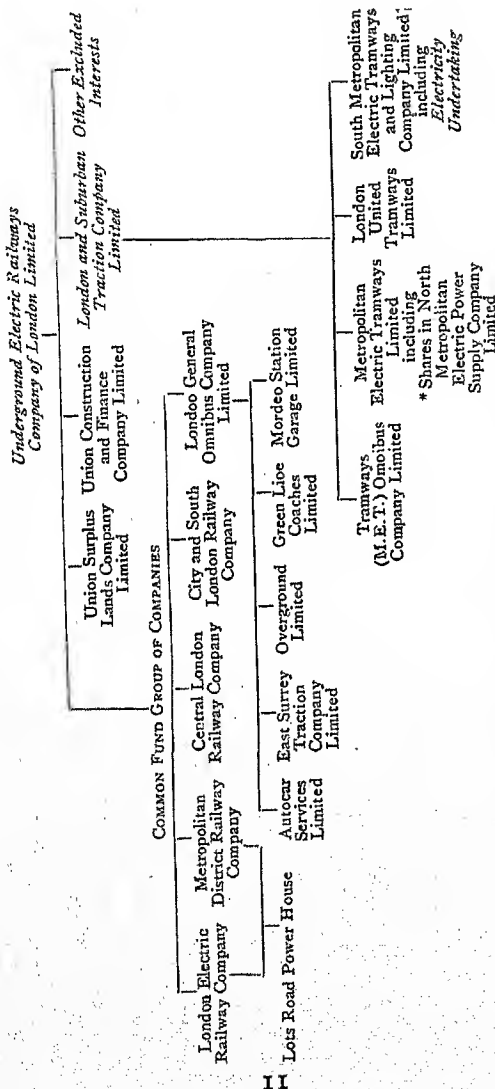 Underground Electric Railways
Company of London Limited
Union Surplus
Lands Company
Limited
Union Construction
and Finance
Company Limited
London and Suburban
Traction Company
Limited
Other Excluded
Interests
COMMON FUND GROUP OF COMPANIES
London Electric
Railway Company
Metropolitan
District Railway
Company
Central London
Railway Company
City and South
London Railway
Company
Londoo General
Omnibus Company
Limited
Lots Road Power House
Autocar
Services
Limited
East Surrey
Traction
Company
Limited
Overground
Limited
Green Lioe
Coaches
Limited
Mordeo Station
Garage Limited
Tramways
(M.E.T.) Omoibus
Company Limited
Metropolitan
Electric Tramways
Limited
including
* Shares in North
Metropolitan
Electric Power
Supply Company
Limited
London
United
Tramways
Limited
South Metropolitan
Electric Tramways
and Lighting
Company Limited
including
Electricity
Undertaking
II